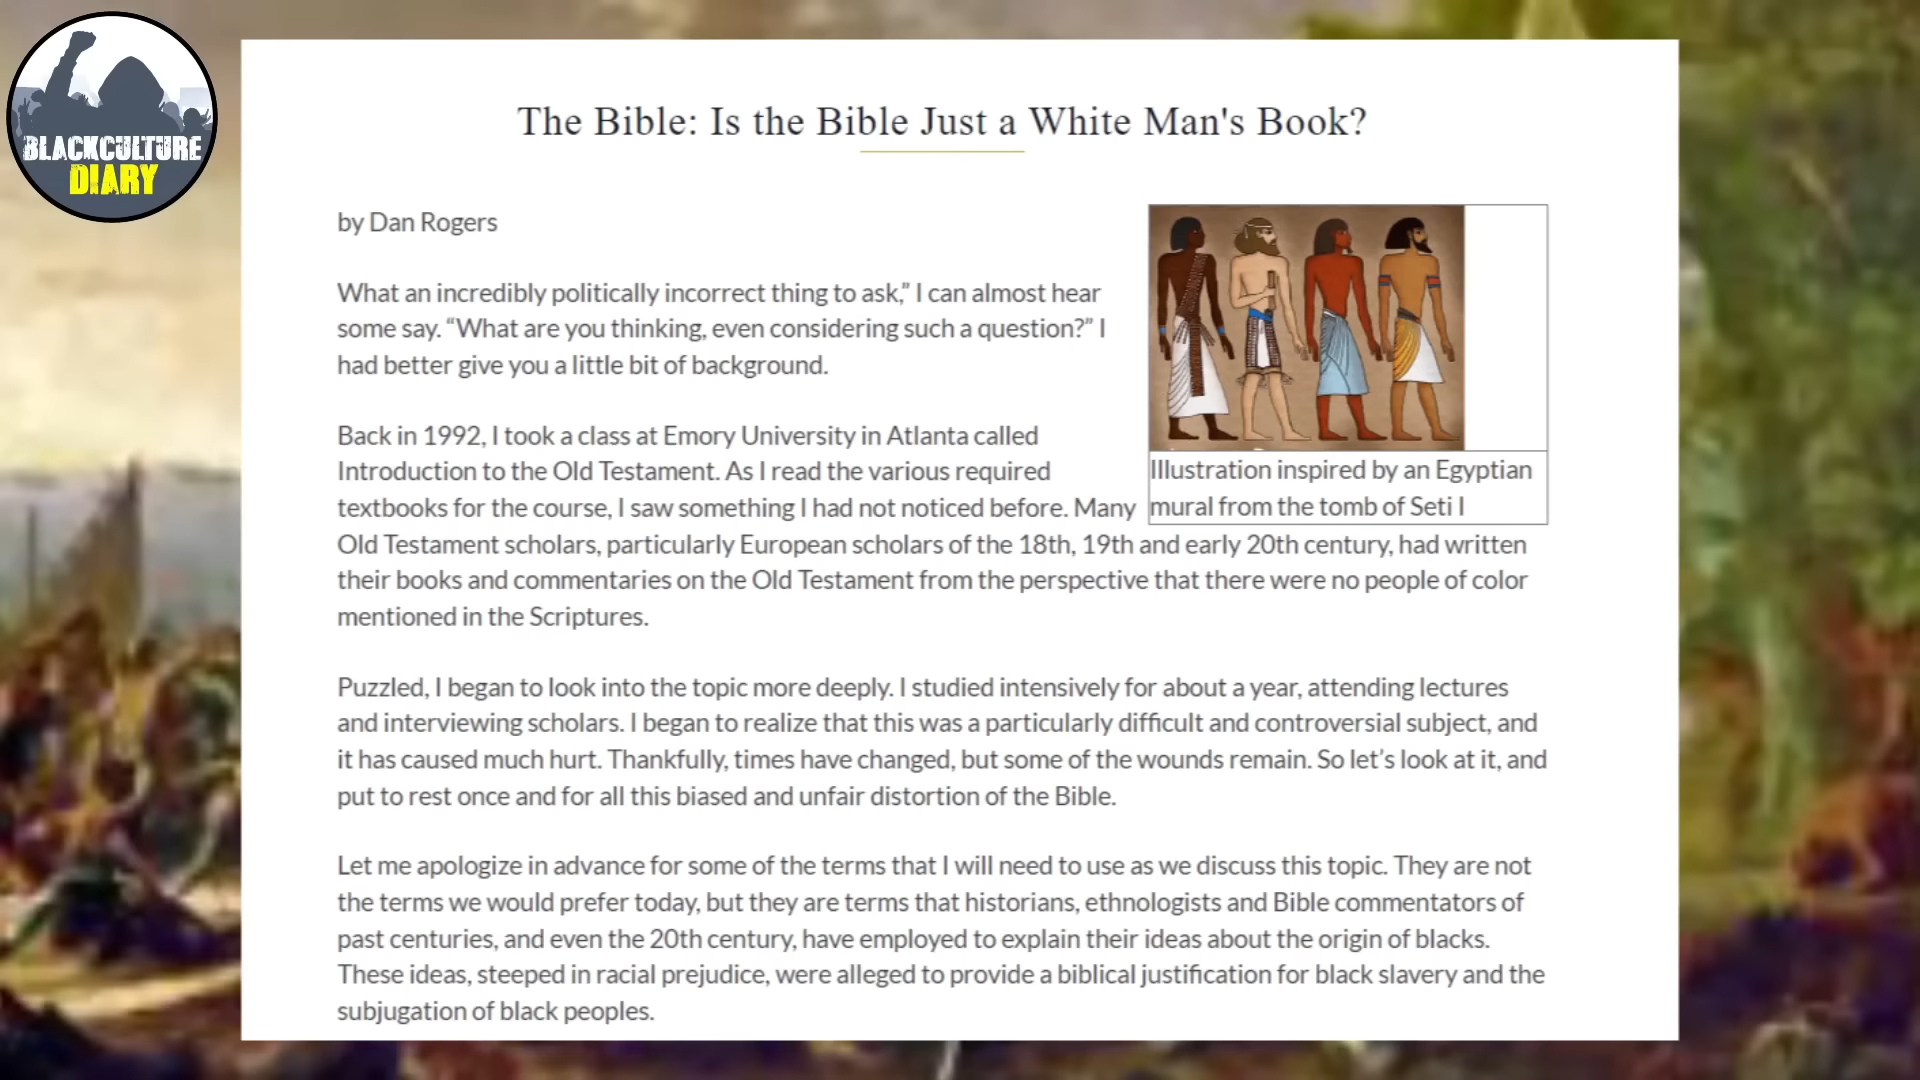 BLACKCULTURE
DIARY
The Bible: Is the Bible Just a White Man's Book?
by Dan Rogers
What an incredibly politically incorrect thing to ask,” I can almost hear
some say. “What are you thinking, even considering such a question?” I
had better give you a little bit of background.
Back in 1992, I took a class at Emory University in Atlanta called
Introduction to the Old Testament. As I read the various required
textbooks for the course, I saw something I had not noticed before. Many
Old Testament scholars, particularly European scholars of the 18th, 19th and early 20th century, had written
their books and commentaries on the Old Testament from the perspective that there were no people of color
mentioned in the Scriptures.
Illustration inspired by an Egyptian
mural from the tomb of Seti I
Puzzled, I began to look into the topic more deeply. I studied intensively for about a year, attending lectures
and interviewing scholars. I began to realize that this was a particularly difficult and controversial subject, and
it has caused much hurt. Thankfully, times have changed, but some of the wounds remain. So let’s look at it, and
put to rest once and for all this biased and unfair distortion of the Bible.
Let me apologize in advance for some of the terms that I will need to use as we discuss this topic. They are not
the terms we would prefer today, but they are terms that historians, ethnologists and Bible commentators of
past centuries, and even the 20th century, have employed to explain their ideas about the origin of blacks.
These ideas, steeped in racial prejudice, were alleged to provide a biblical justification for black slavery and the
subjugation of black peoples.